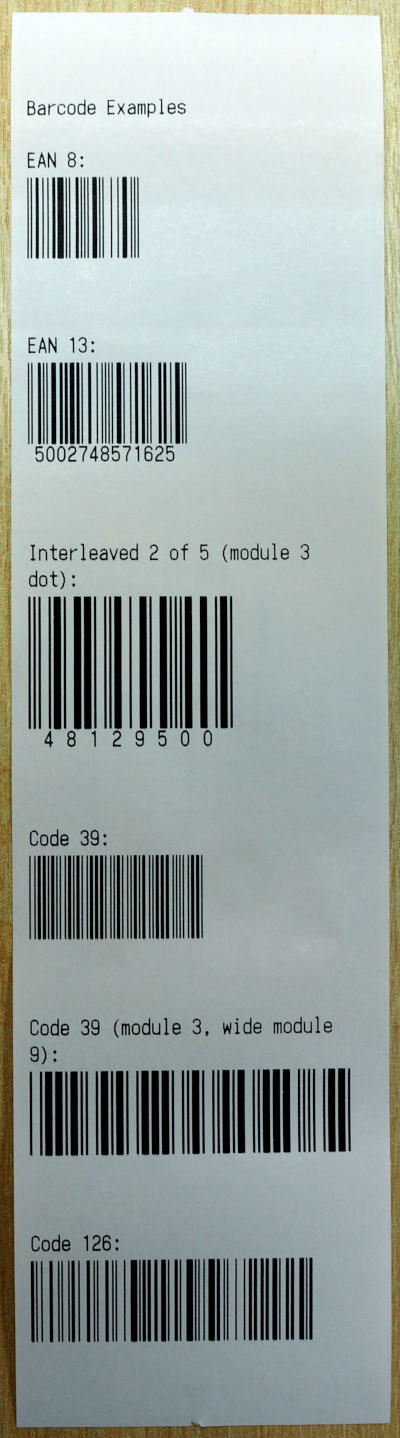 Barcode Examples
EAN 8:
EAN 13:
5002748571625
Interleaved 2 of 5 (module 3
dot):
4 8 1 2 9 5 0 0
Code 39:
Code 39 (module 3, wide module
9):
Code 126: